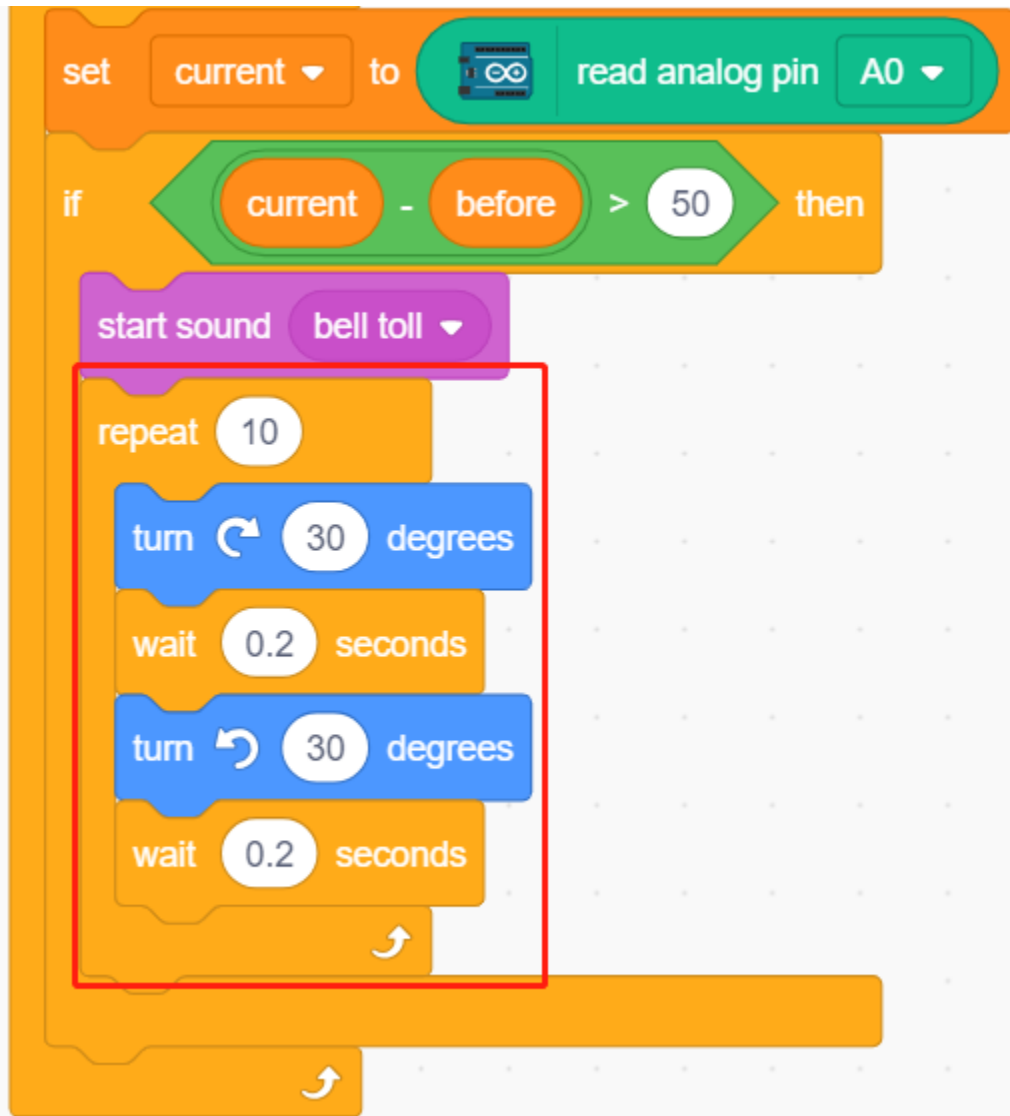 set current to read analog pin A0
if current - before > 50 then
start sound bell toll
repeat 10
turn 30 degrees
wait 0.2 seconds
turn 30 degrees
wait 0.2 seconds